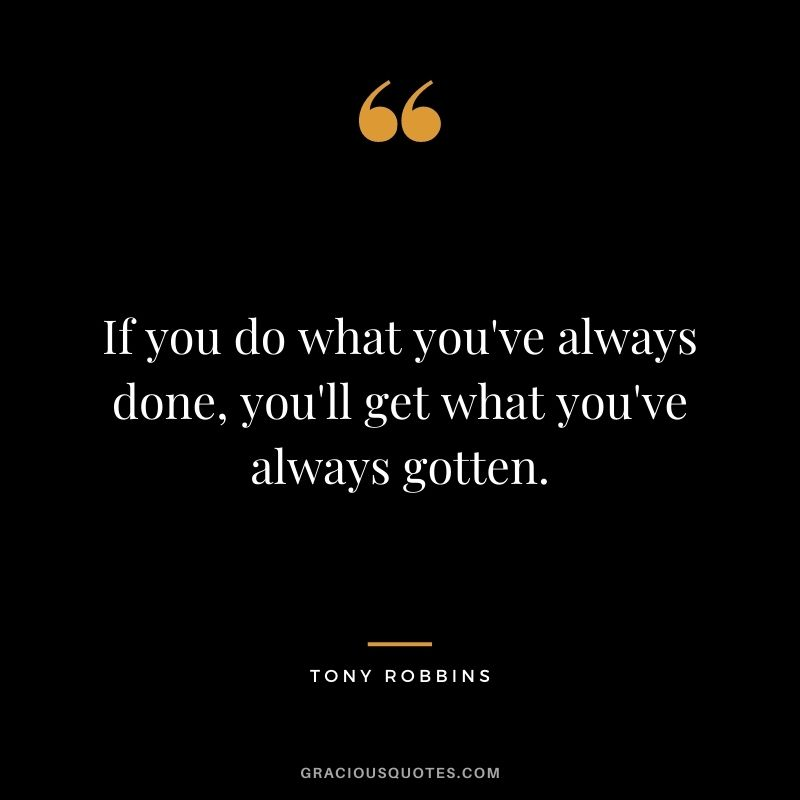 “
If you do what you've always
done, you'll get what you've
always gotten.
TONY ROBBINS
GRACIOUSQUOTES.COM